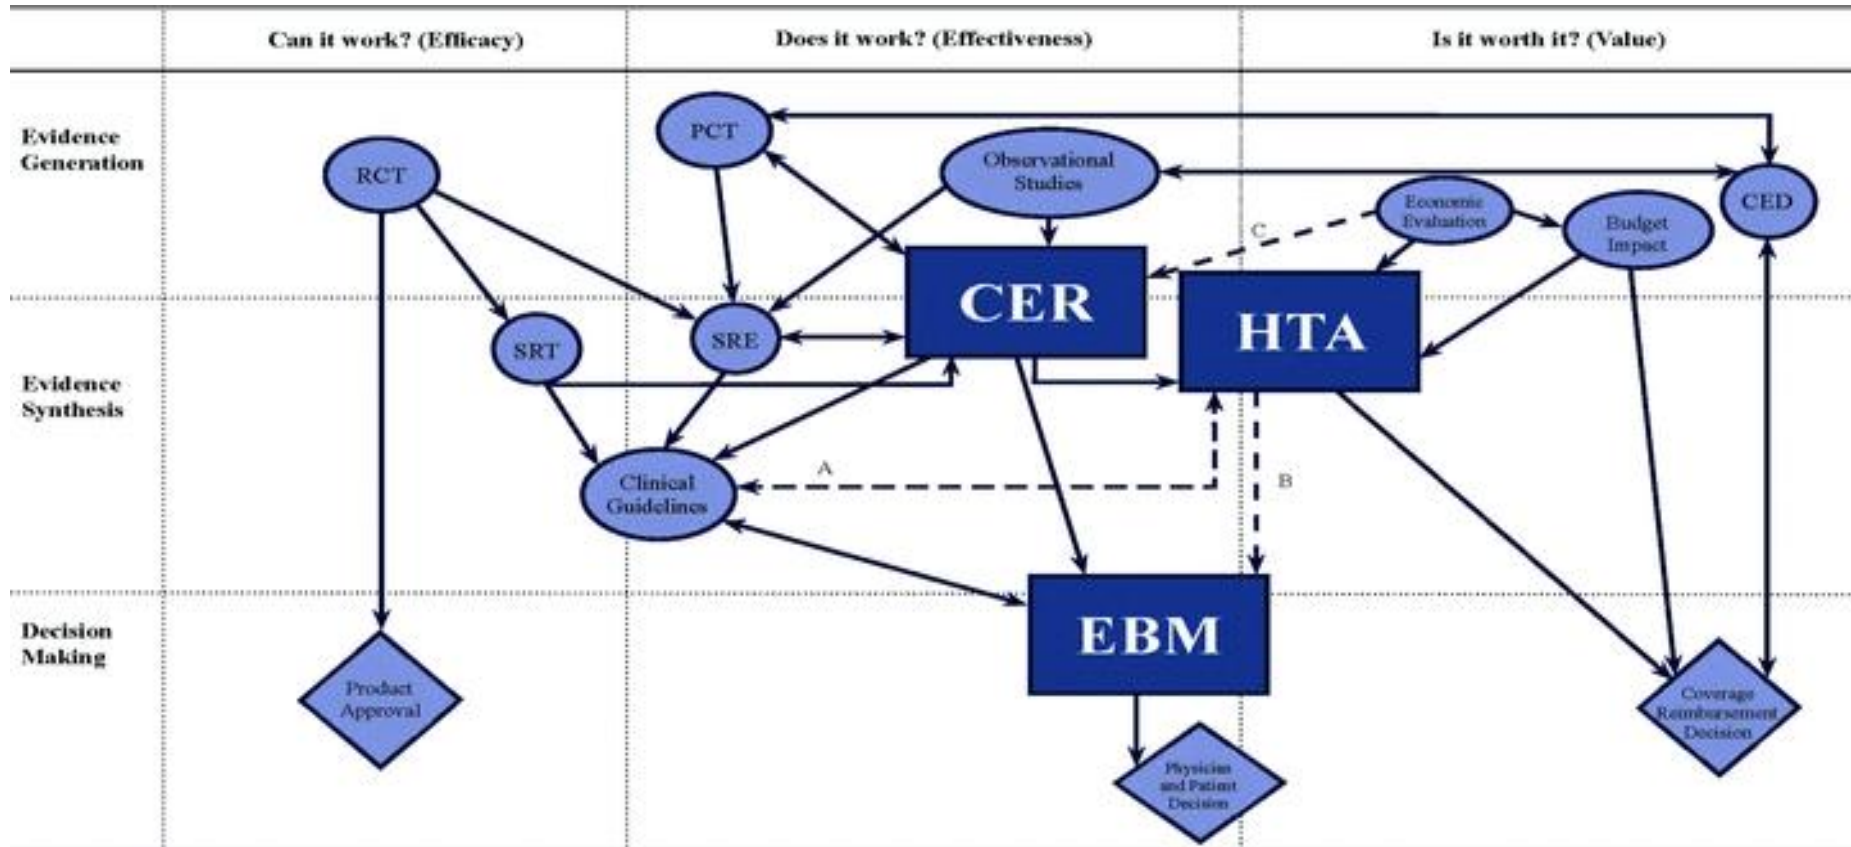 Can it work? (Efficacy)
Does it work? (Effectiveness)
Is it worth it? (Value)
Evidence
Generation
PCT
RCT
Observational
Studies
Economic
Evaluation
CED
Budget
Impact
C
CER
HTA
SRT
SRE
Evidence
Synthesis
Clinical
Guidelines
A
B
Decision
Making
EBM
Product
Approval
Coverage
Reimbursement
Decision
Physician
and Patient
Decision